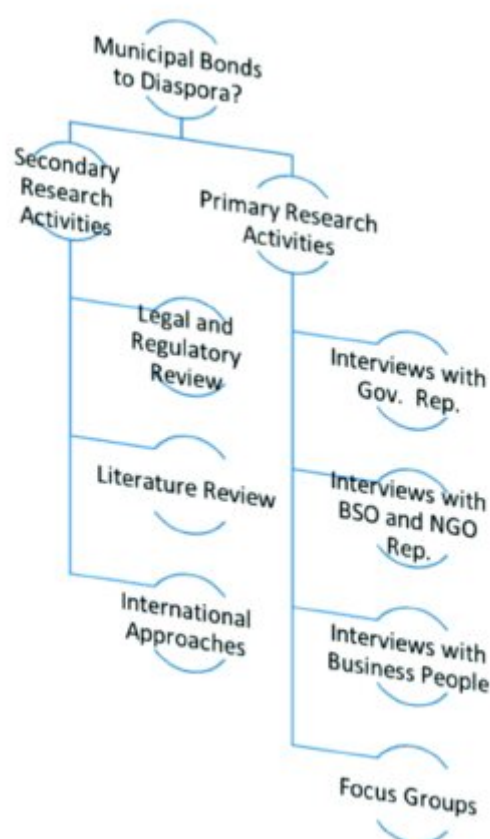 Municipal Bonds
to Diaspora?
Secondary
Research
Activities
Primary Research
Activities
Legal and
Regulatory
Review
Literature Review
International
Approaches
Interviews with
Gov. Rep.
Interviews with
BSO and NGO
Rep.
Interviews with
Business People
Focus Groups